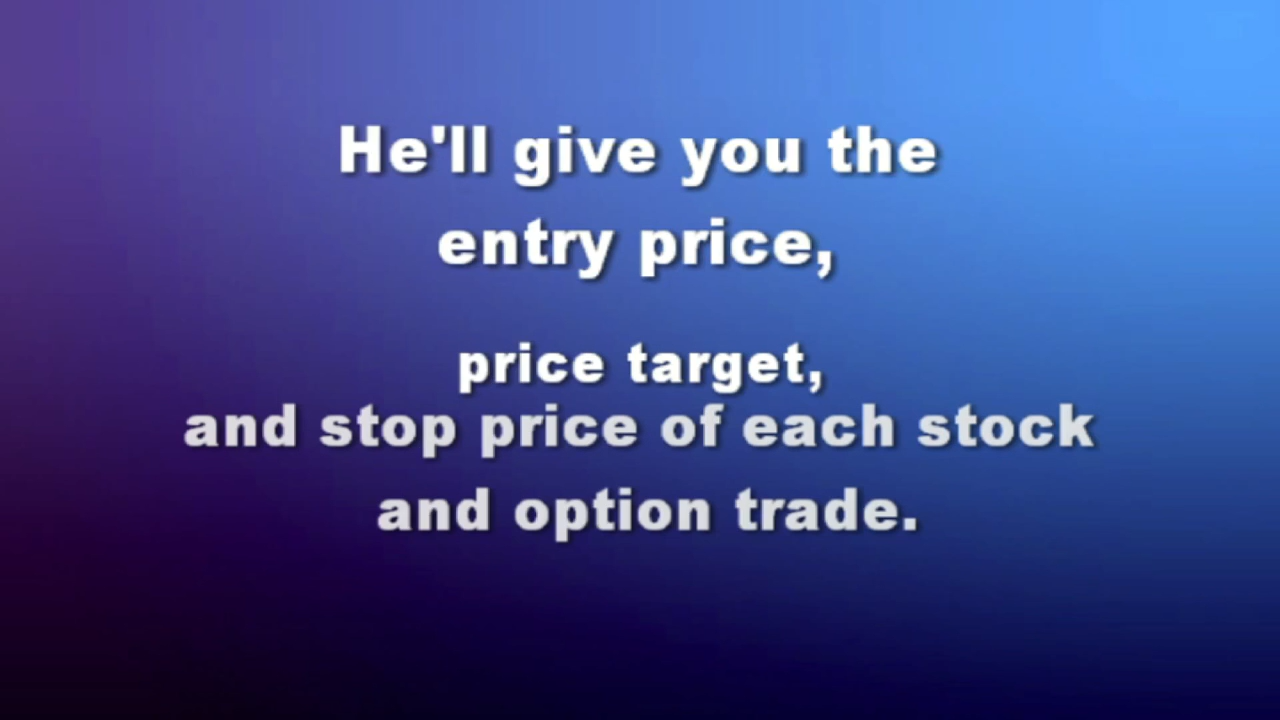 He'll give you the
entry price,
price target,
and stop price of each stock
and option trade.